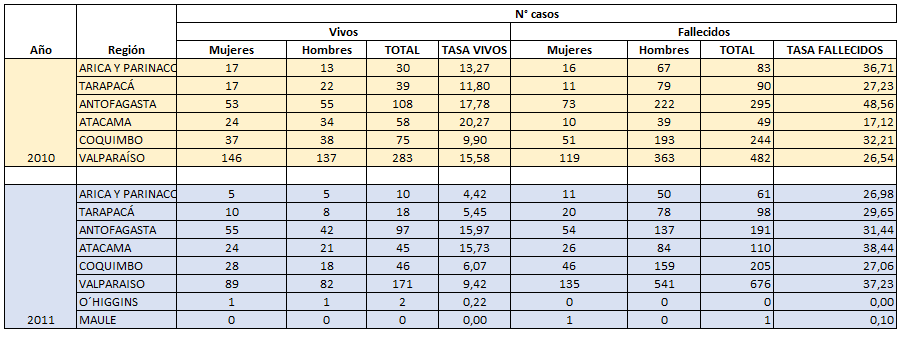 N° casos
Vivos Fallecidos
Año Región Mujeres Hombres TOTAL TASA VIVOS Mujeres Hombres TOTAL TASA FALLECIDOS
ARICA Y PARINACO 17 13 30 13,27 16 67 83 36,71
TARAPACÁ 17 22 39 11,80 11 79 90 27,23
ANTOFAGASTA 53 55 108 17,78 73 222 295 48,56
ATACAMA 24 34 58 20,27 10 39 49 17,12
COQUIMBO 37 38 75 9,90 51 193 244 32,21
2010 VALPARAÍSO 146 137 283 15,58 119 363 482 26,54
ARICA Y PARINACO 5 5 10 4,42 11 50 61 26,98
TARAPACÁ 10 8 18 5,45 20 78 98 29,65
ANTOFAGASTA 55 42 97 15,97 54 137 191 31,44
ATACAMA 24 21 45 15,73 26 84 110 38,44
COQUIMBO 28 18 46 6,07 46 159 205 27,06
VALPARAISO 89 82 171 9,42 135 541 676 37,23
O´HIGGINS 1 1 2 0,22 0 0 0 0,00
2011 MAULE 0 0 0 0,00 1 0 1 0,10